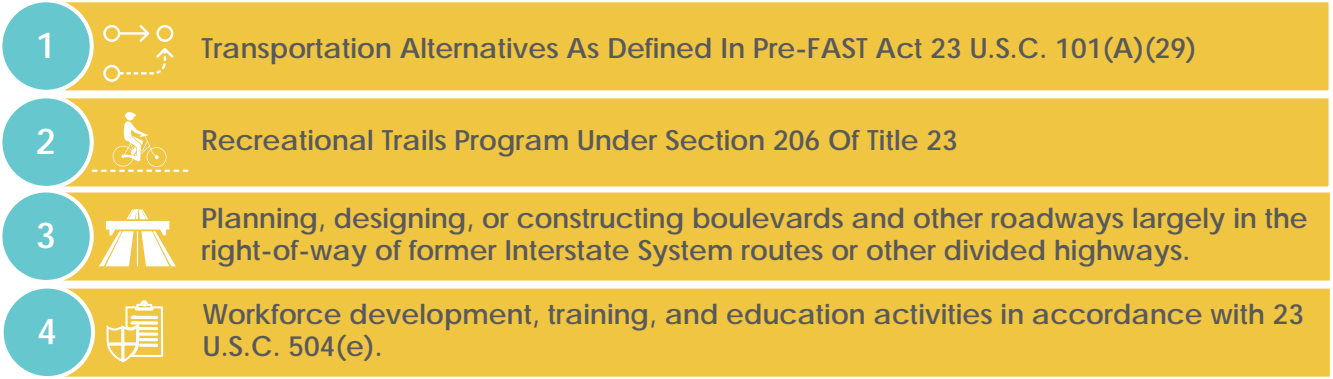 1
Transportation Alternatives As Defined In Pre-FAST Act 23 U.S.C. 101(A)(29)
2
Recreational Trails Program Under Section 206 Of Title 23
3
Planning, designing, or constructing boulevards and other roadways largely in the
right-of-way of former Interstate System routes or other divided highways.
4
Workforce development, training, and education activities in accordance with 23
U.S.C. 504(e).